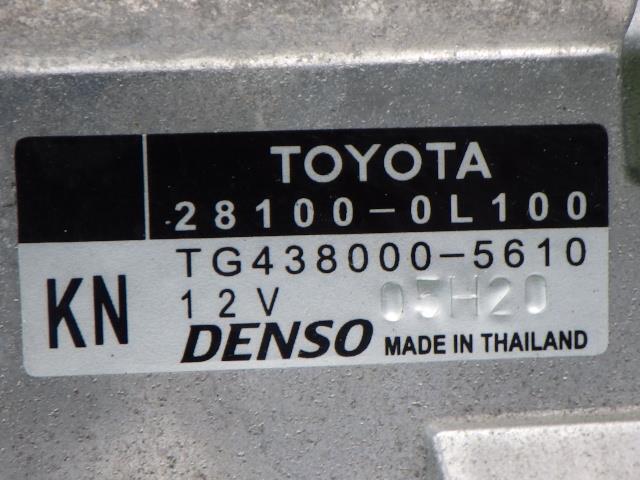 TOYOTA
28100-0L100
TG438000-5610
KN
12V 05H20
DENSO MADE IN THAILAND